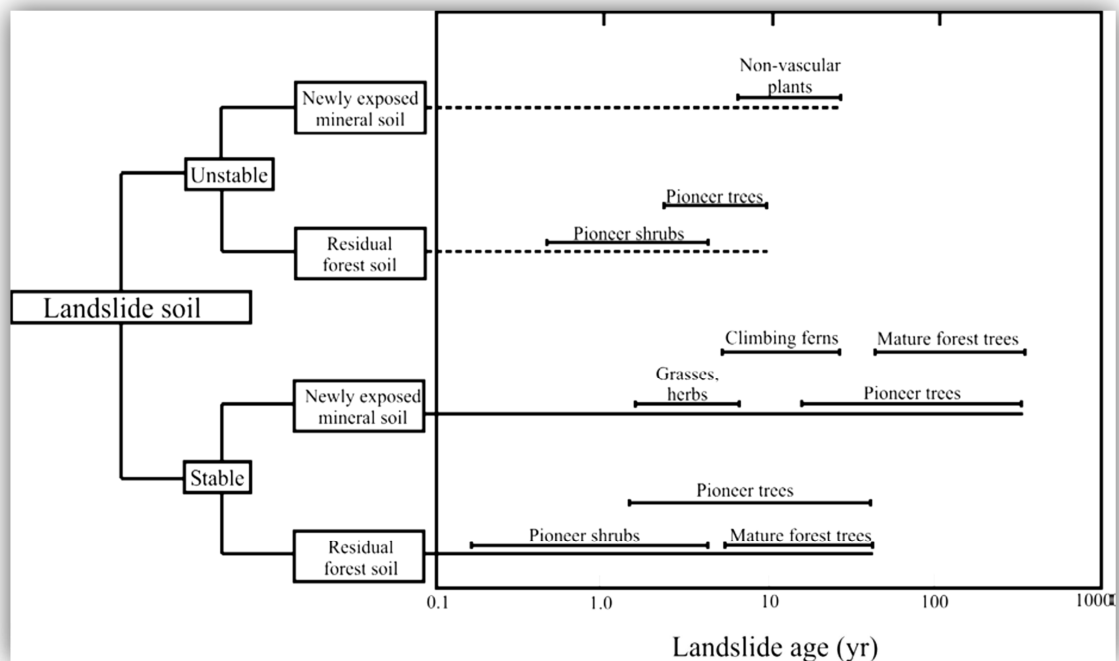 Non-vascular
plants
Newly exposed
mineral soil
Unstable
Pioneer trees
Pioneer shrubs
Residual
forest soil
Landslide soil
Climbing ferns
Mature forest trees
Grasses,
herbs
Pioneer trees
Newly exposed
mineral soil
Stable
Pioneer trees
Pioneer shrubs
Mature forest trees
Residual
forest soil
0.1 1.0 10 100 1000
Landslide age (yr)